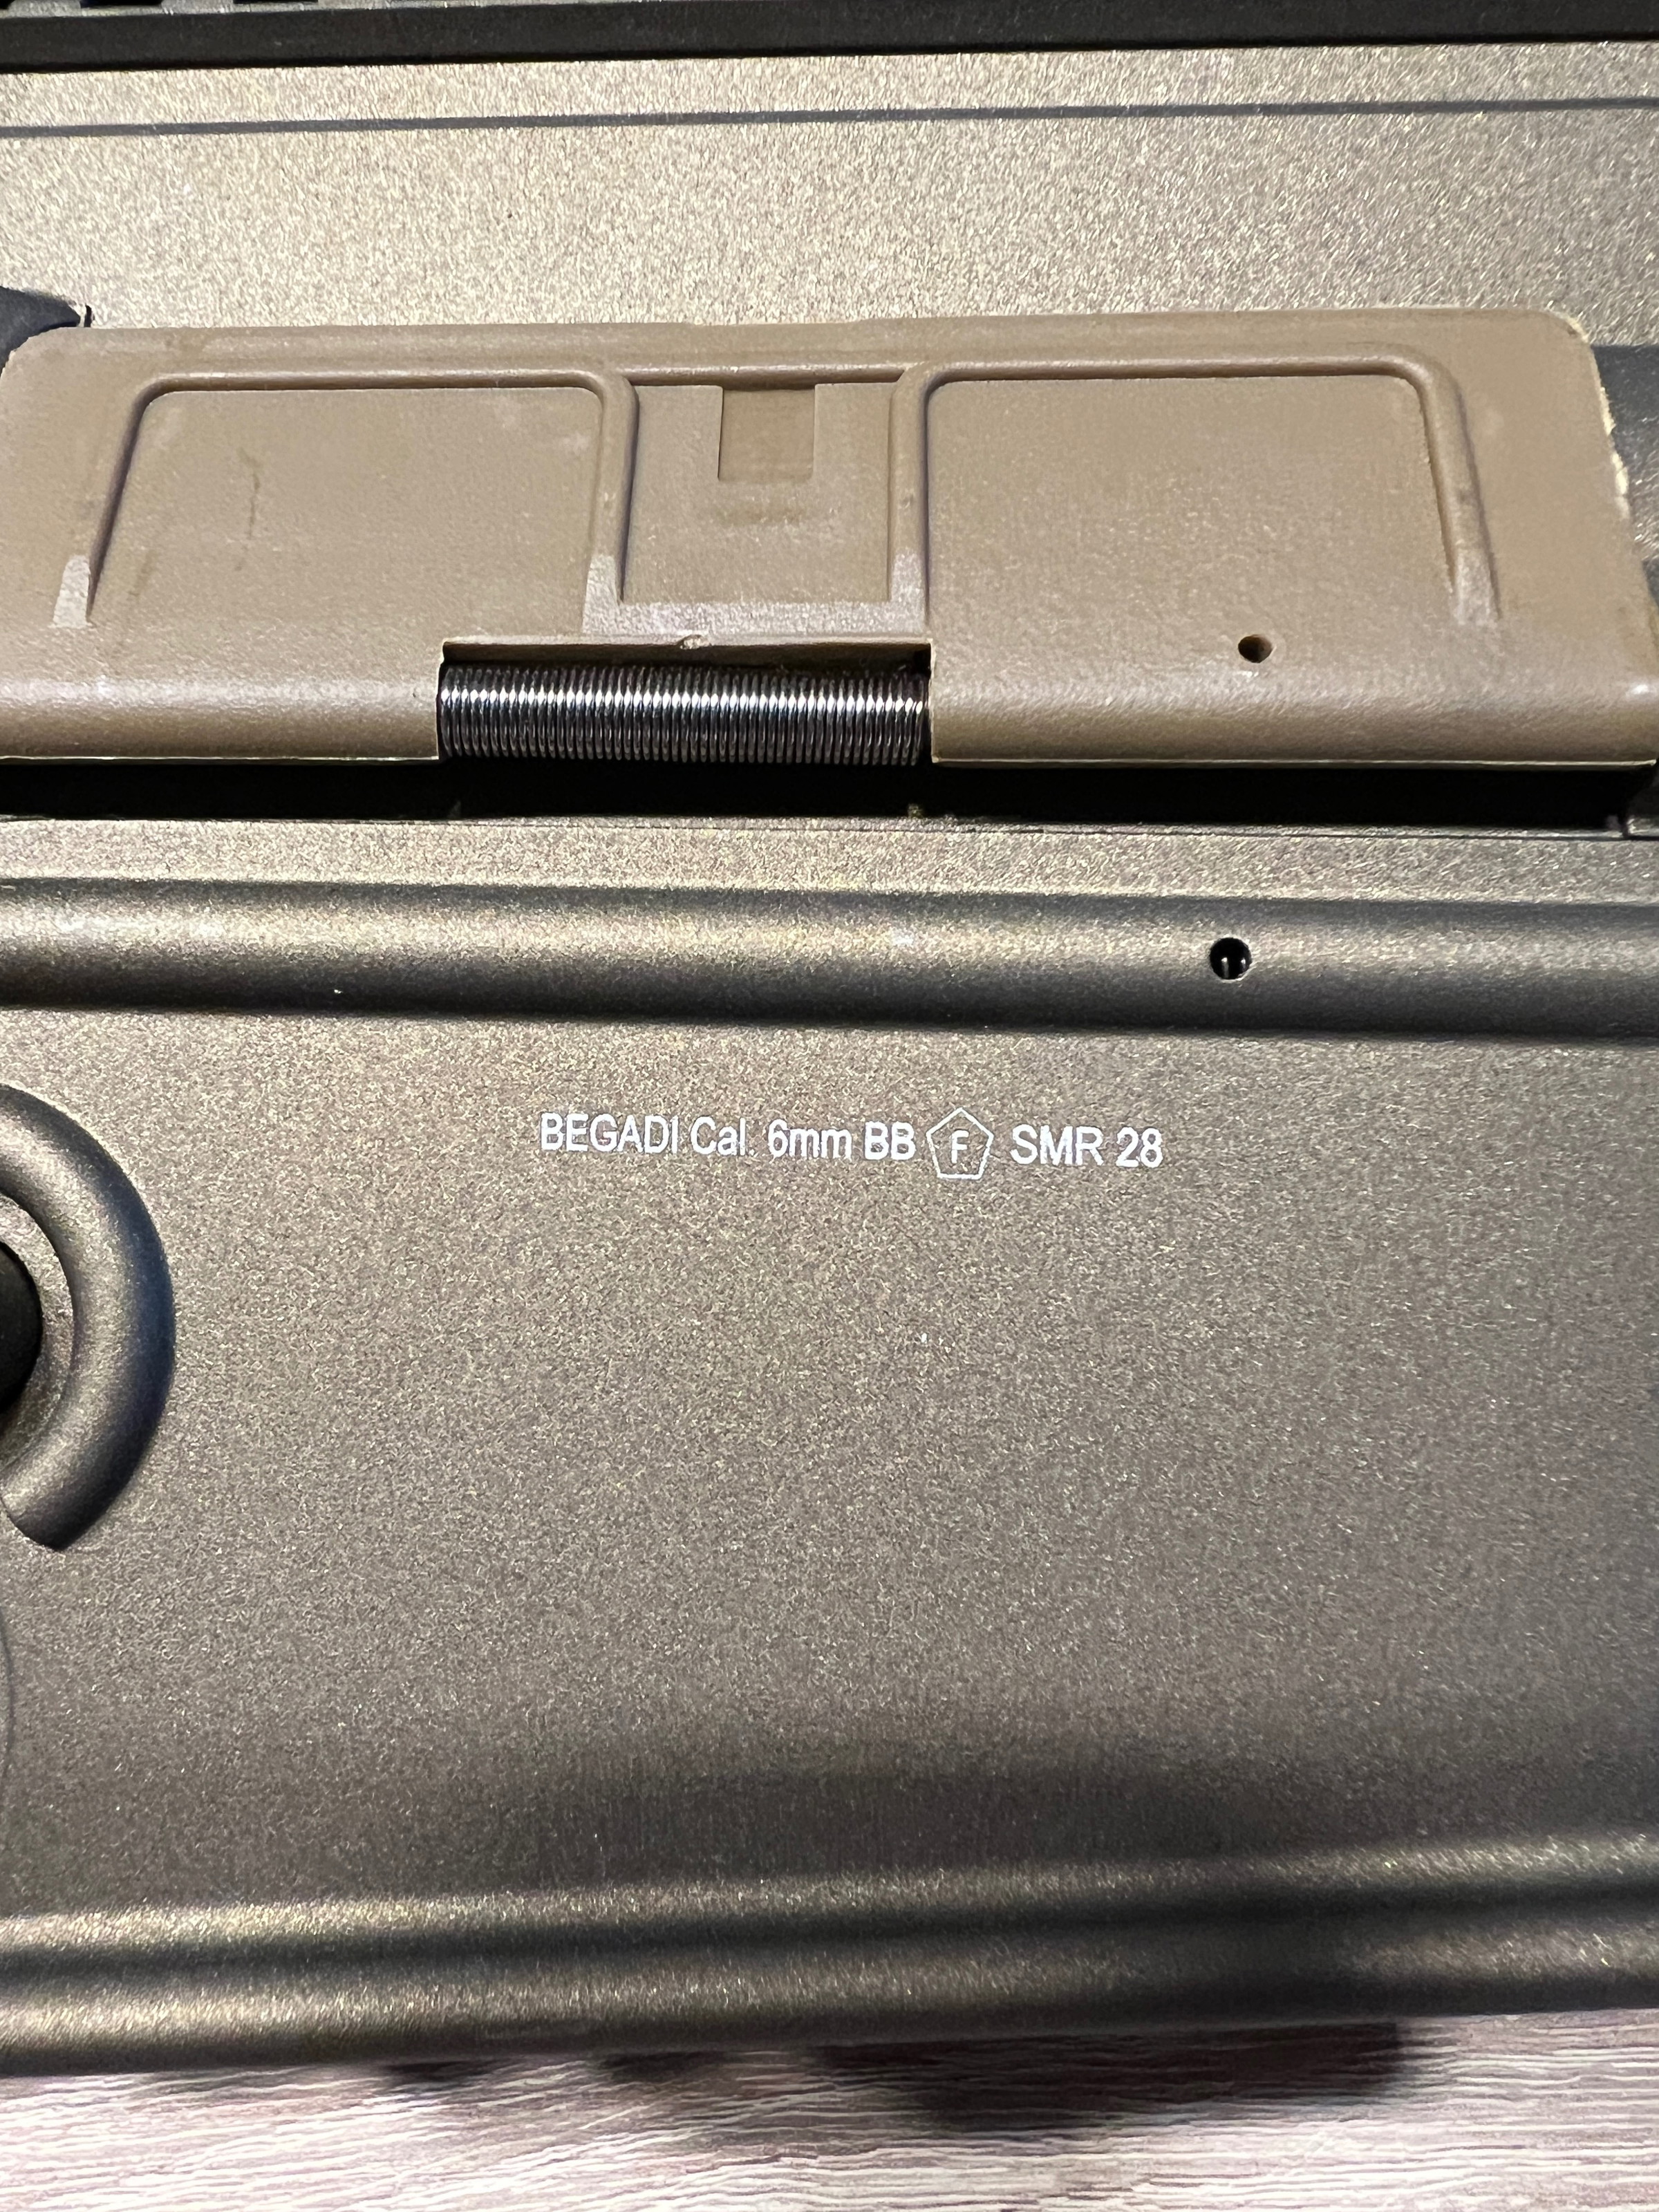 BEGADI Cal. 6mm BB F SMR 28